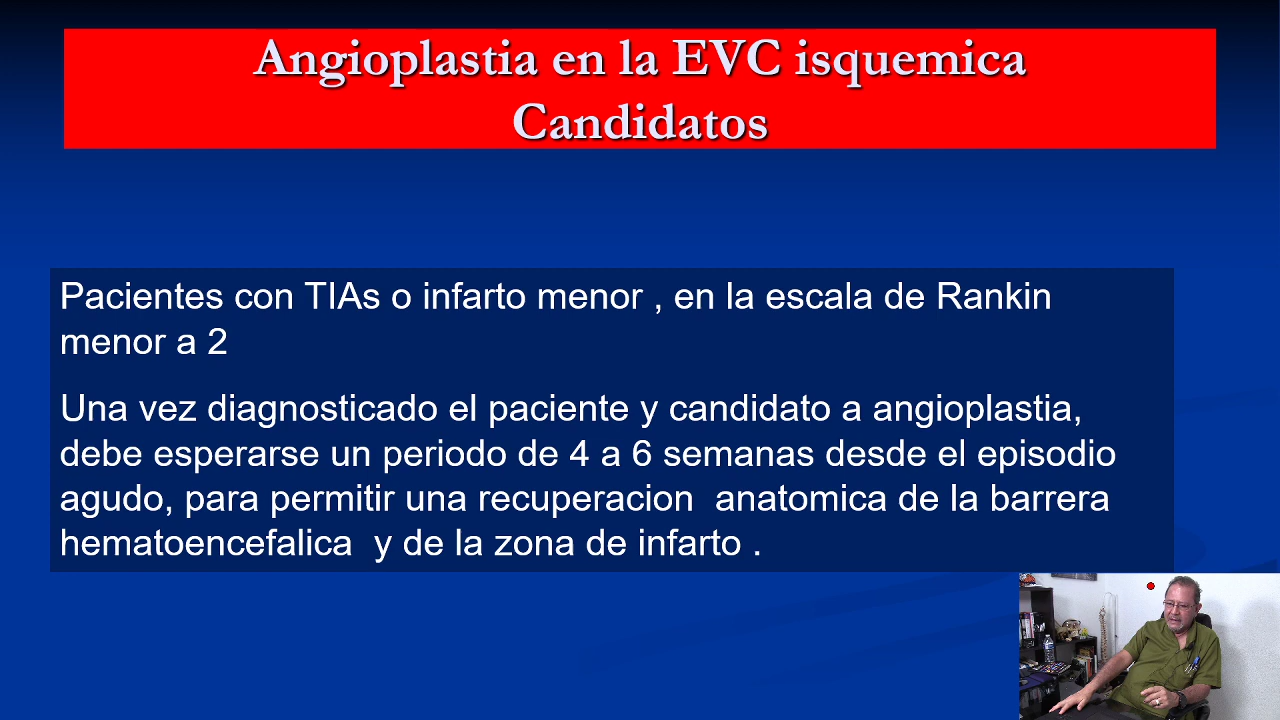 Angioplastia en la EVC isquemica
Candidatos
Pacientes con TIAs o infarto menor , en la escala de Rankin
menor a 2
Una vez diagnosticado el paciente y candidato a angioplastia,
debe esperarse un periodo de 4 a 6 semanas desde el episodio
agudo, para permitir una recuperacion  anatomica de la barrera
hematoencefalica  y de la zona de infarto .